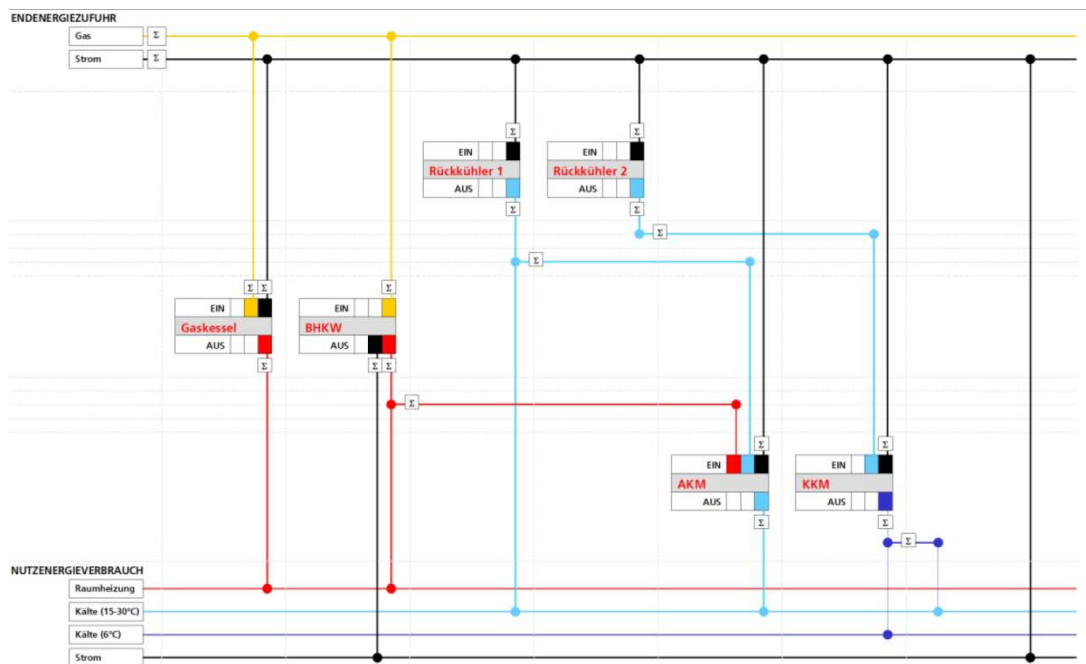 ENDENERGIEZUFUHR
Gas Σ
Strom Σ
Σ Σ
EIN EIN
Rückkühler 1 Rückkühler 2
AUS AUS
Σ Σ
Σ
Σ
Σ Σ Σ
EIN EIN
Gaskessel BHKW
AUS AUS
Σ Σ Σ
Σ
Σ Σ
EIN EIN
AKM KKM
AUS AUS
Σ Σ
Σ
NUTZENERGIEVERBRAUCH
Raumheizung
Kälte (15-30°C)
Kälte (6°C)
Strom